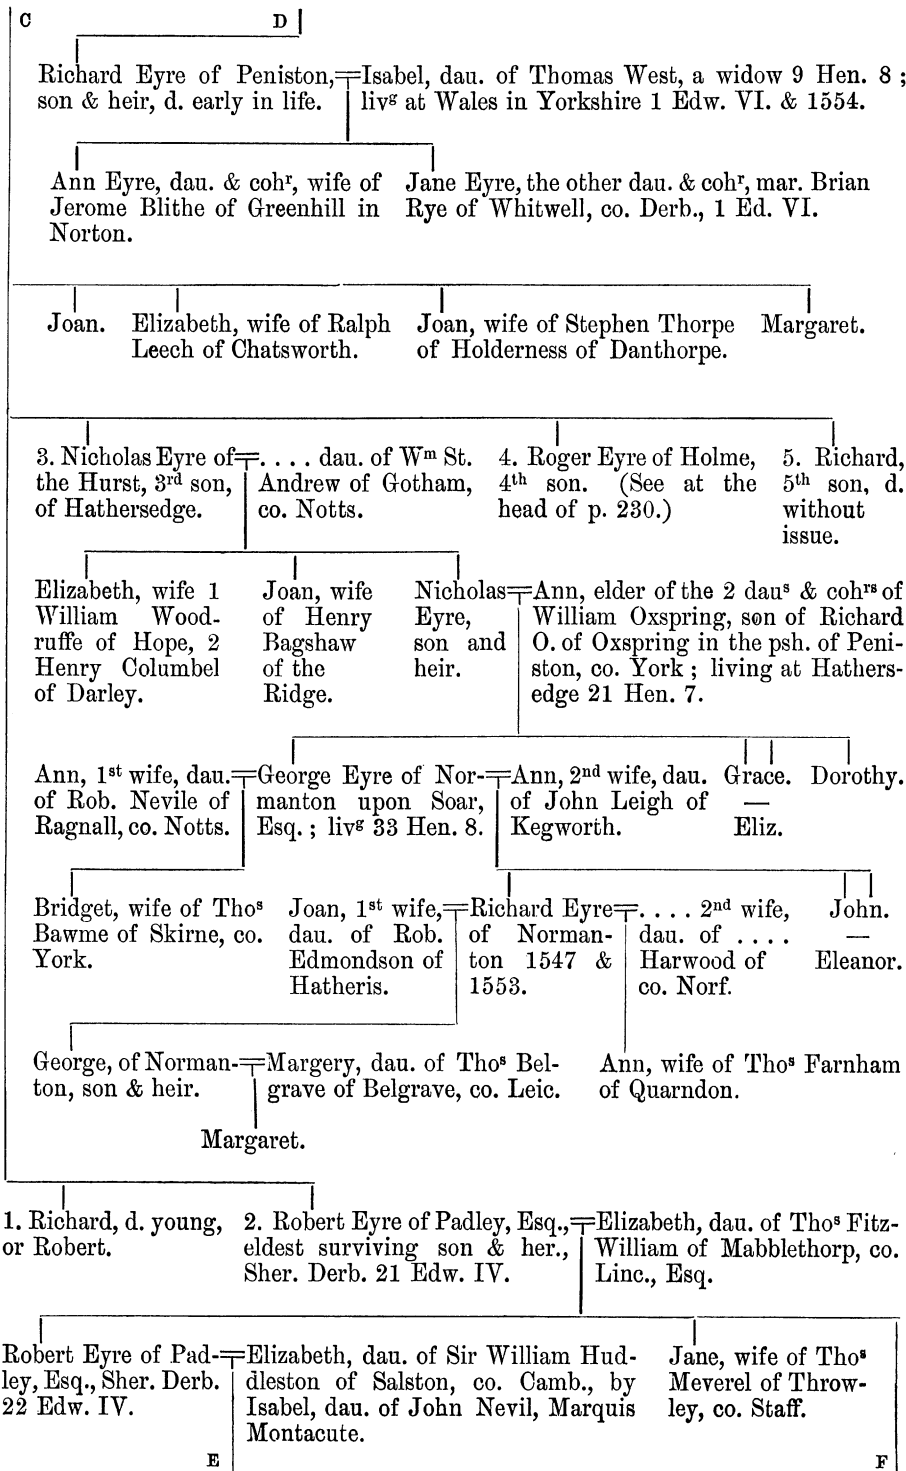 C D
Richard Eyre of Peniston, son & heir, d. early in life.
Isabel, dau. of Thomas West, a widow 9 Hen. 8 ;
livᵍ at Wales in Yorkshire 1 Edw. VI. & 1554.
Ann Eyre, dau. & cohʳ, wife of
Jerome Blithe of Greenhill in
Norton.
Jane Eyre, the other dau. & cohʳ, mar. Brian
Rye of Whitwell, co. Derb., 1 Ed. VI.
Joan.
Elizabeth, wife of Ralph
Leech of Chatsworth.
Joan, wife of Stephen Thorpe
of Holderness of Danthorpe.
Margaret.
3. Nicholas Eyre of
the Hurst, 3ʳᵈ son,
of Hathersedge.
. . . . dau. of Wᵐ St.
Andrew of Gotham,
co. Notts.
4. Roger Eyre of Holme,
4ᵗʰ son. (See at the
head of p. 230.)
5. Richard,
5ᵗʰ son, d.
without
issue.
Elizabeth, wife 1
William Wood-
ruffe of Hope, 2
Henry Columbel
of Darley.
Joan, wife
of Henry
Bagshaw
of the
Ridge.
Nicholas
Eyre,
son and
heir.
Ann, elder of the 2 dauˢ & cohʳˢ of
William Oxspring, son of Richard
O. of Oxspring in the psh. of Peni-
ston, co. York ; living at Hathers-
edge 21 Hen. 7.
Ann, 1ˢᵗ wife, dau.
of Rob. Nevile of
Ragnall, co. Notts.
George Eyre of Nor-
manton upon Soar,
Esq. ; livᵍ 33 Hen. 8.
Ann, 2ⁿᵈ wife, dau.
of John Leigh of
Kegworth.
Grace.
—
Eliz.
Dorothy.
Bridget, wife of Thoˢ
Bawme of Skirne, co.
York.
Joan, 1ˢᵗ wife,
dau. of Rob.
Edmondson of
Hatheris.
Richard Eyre
of Norman-
ton 1547 &
1553.
. . . . 2ⁿᵈ wife,
dau. of . . . .
Harwood of
co. Norf.
John.
—
Eleanor.
George, of Norman-
ton, son & heir.
Margery, dau. of Thoˢ Bel-
grave of Belgrave, co. Leic.
Ann, wife of Thoˢ Farnham
of Quarndon.
Margaret.
1. Richard, d. young,
or Robert.
2. Robert Eyre of Padley, Esq.,
eldest surviving son & her.,
Sher. Derb. 21 Edw. IV.
Elizabeth, dau. of Thoˢ Fitz-
William of Mabblethorp, co.
Linc., Esq.
Robert Eyre of Pad-
ley, Esq., Sher. Derb.
22 Edw. IV.
Elizabeth, dau. of Sir William Hud-
dleston of Salston, co. Camb., by
Isabel, dau. of John Nevil, Marquis
Montacute.
Jane, wife of Thoˢ
Meverel of Throw-
ley, co. Staff.
E F